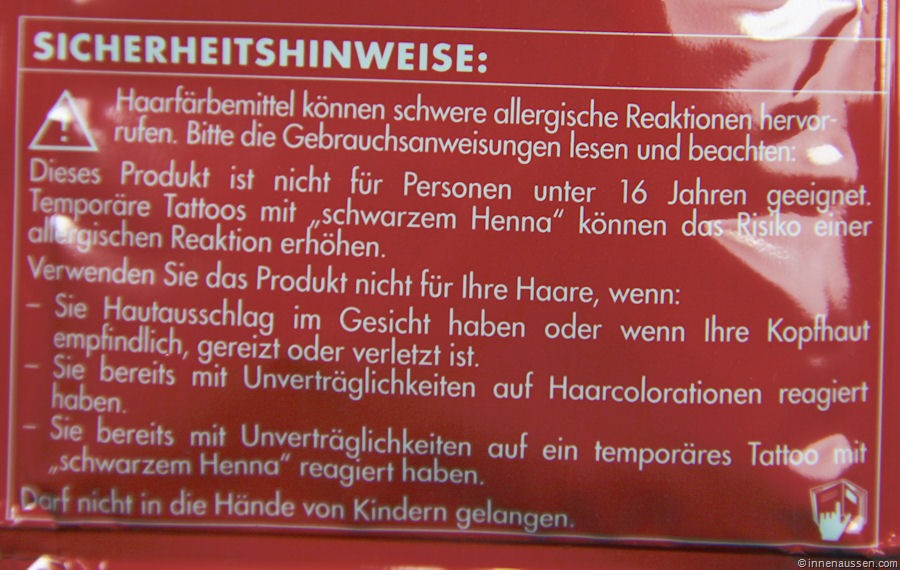 SICHERHEITSHINWEISE:
Haarfärbemittel können schwere allergische Reaktionen hervor-
rufen. Bitte die Gebrauchsanweisungen lesen und beachten:
Dieses Produkt ist nicht für Personen unter 16 Jahren geeignet.
Temporäre Tattoos mit „schwarzem Henna“ können das Risiko einer
allergischen Reaktion erhöhen.
Verwenden Sie das Produkt nicht für Ihre Haare, wenn:
– Sie Hautausschlag im Gesicht haben oder wenn Ihre Kopfhaut
empfindlich, gereizt oder verletzt ist.
– Sie bereits mit Unverträglichkeiten auf Haarcolorationen reagiert
haben.
– Sie bereits mit Unverträglichkeiten auf ein temporäres Tattoo mit
„schwarzem Henna“ reagiert haben.
Darf nicht in die Hände von Kindern gelangen.
©innenaussen.com